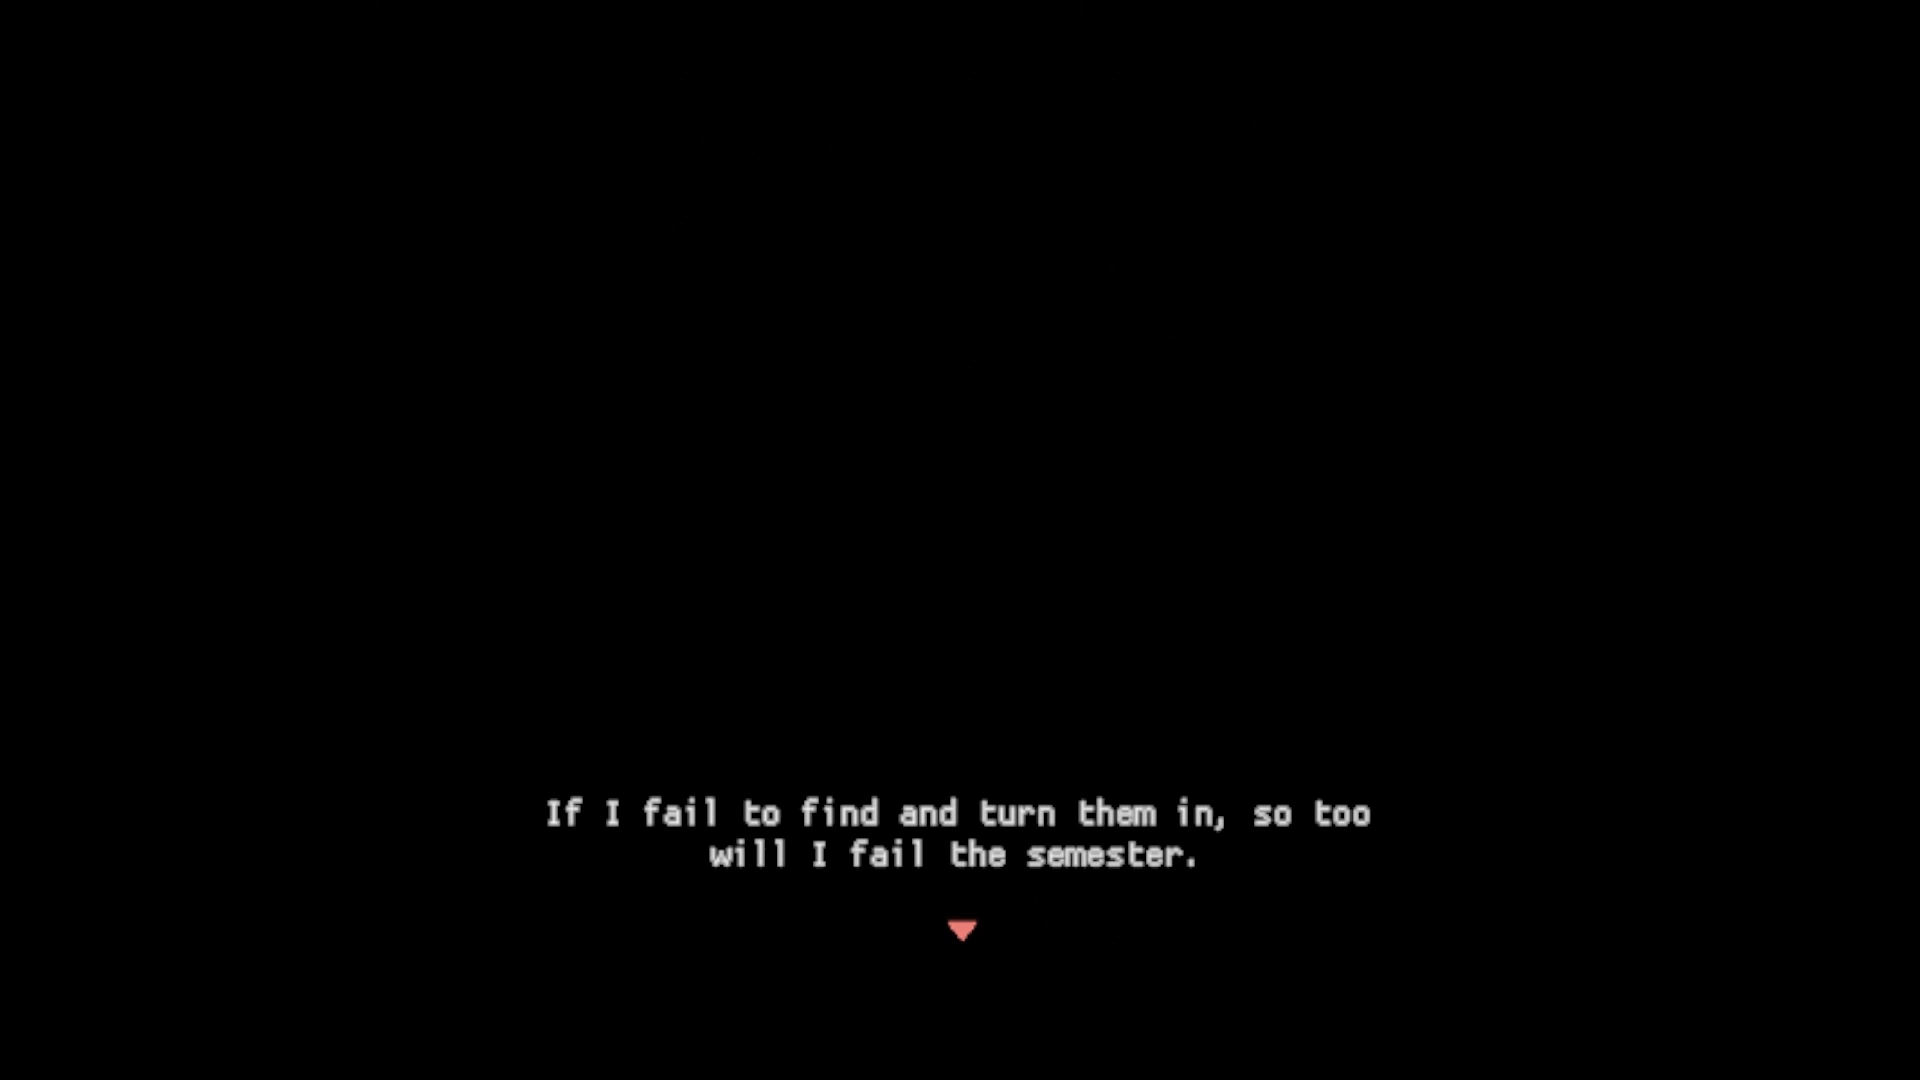 If I fail to find and turn them in, so too
will I fail the semester.